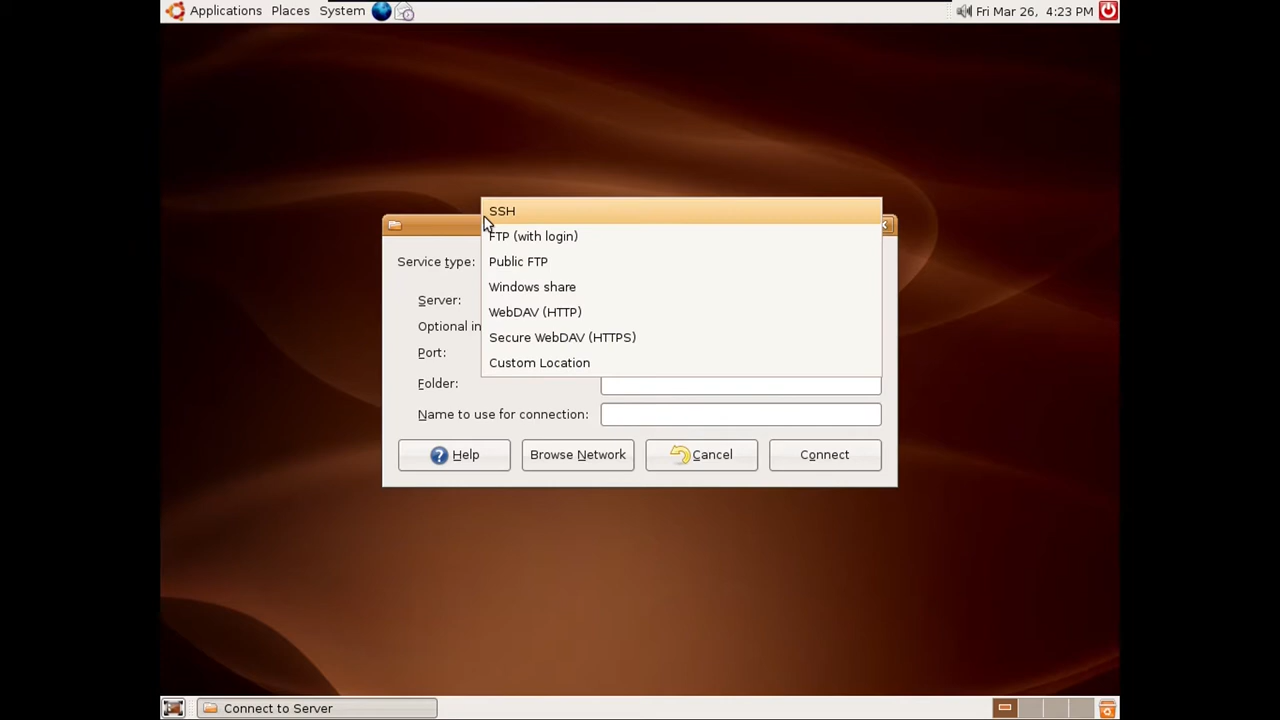 Applications Places System Fri Mar 26, 4:23 PM
SSH
FTP (with login)
Service type: Public FTP
Windows share
Server:
WebDAV (HTTP)
Optional in
Secure WebDAV (HTTPS)
Port:
Custom Location
Folder:
Name to use for connection:
Help Browse Network Cancel Connect
Connect to Server